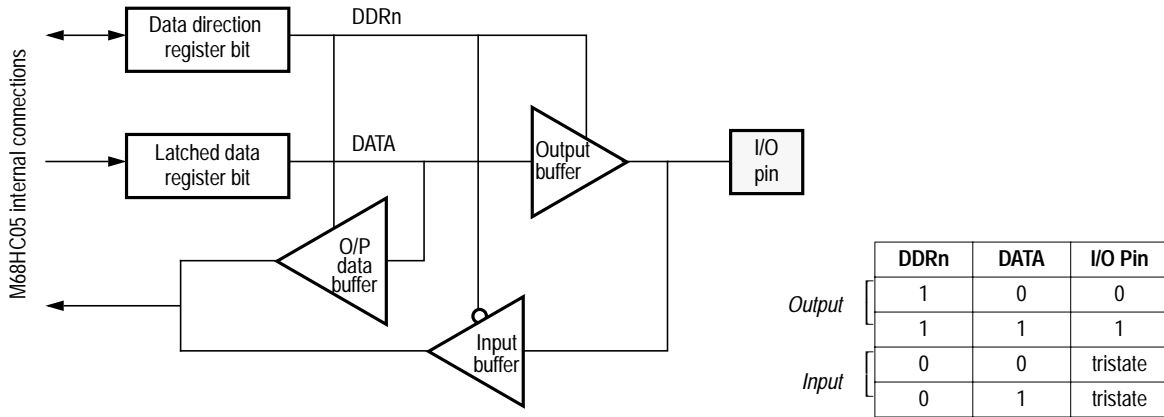 M68HC05 internal connections
Data direction
register bit
DDRn
Latched data
register bit
DATA
Output
buffer
I/O
pin
O/P
data
buffer
Input
buffer
DDRn DATA I/O Pin
Output
1 0 0
1 1 1
Input
0 0 tristate
0 1 tristate